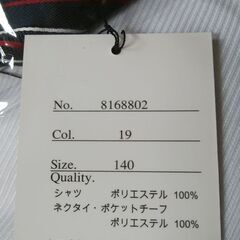 No. 8168802
Col. 19
Size. 140
Quality.
シャツ ポリエステル 100%
ネクタイ・ポケットチーフ
ポリエステル 100%